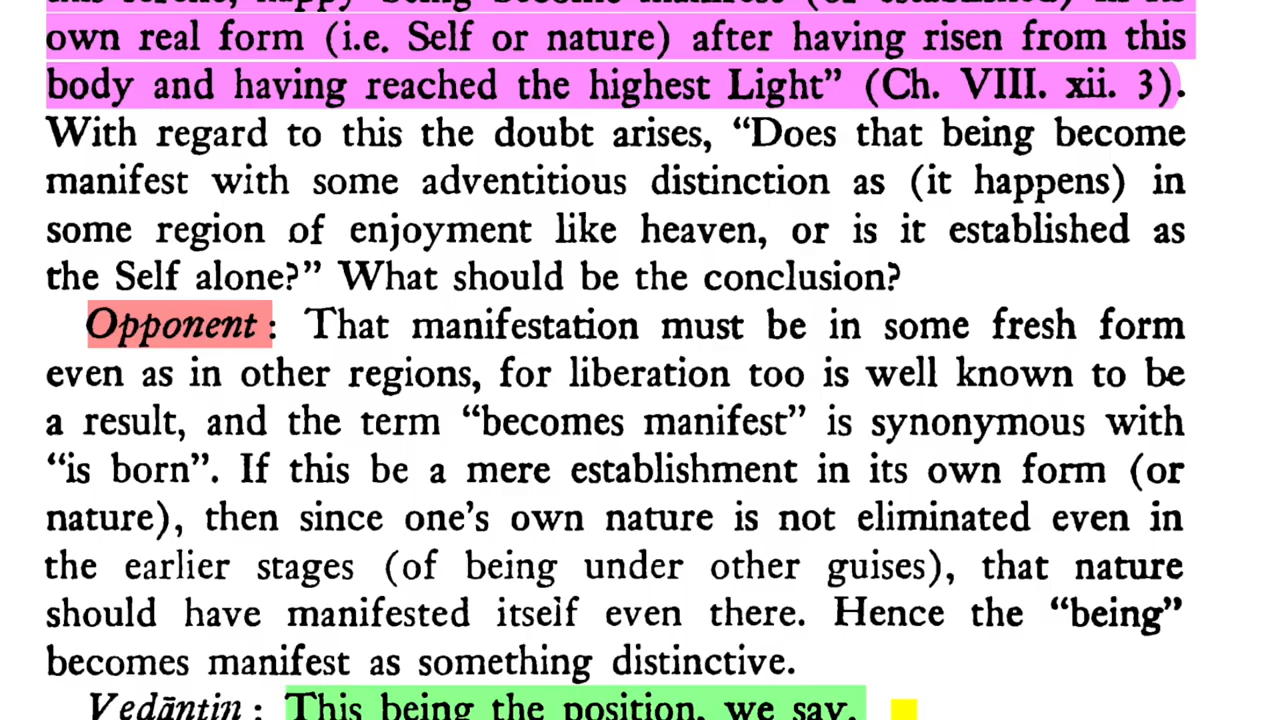 own real form (i.e. Self or nature) after having risen from this
body and having reached the highest Light” (Ch. VIII. xii. 3).
With regard to this the doubt arises, “Does that being become
manifest with some adventitious distinction as (it happens) in
some region of enjoyment like heaven, or is it established as
the Self alone?” What should be the conclusion?
Opponent : That manifestation must be in some fresh form
even as in other regions, for liberation too is well known to be
a result, and the term “becomes manifest” is synonymous with
“is born”. If this be a mere establishment in its own form (or
nature), then since one’s own nature is not eliminated even in
the earlier stages (of being under other guises), that nature
should have manifested itself even there. Hence the “being”
becomes manifest as something distinctive.
Vedāntin : This being the position, we say,